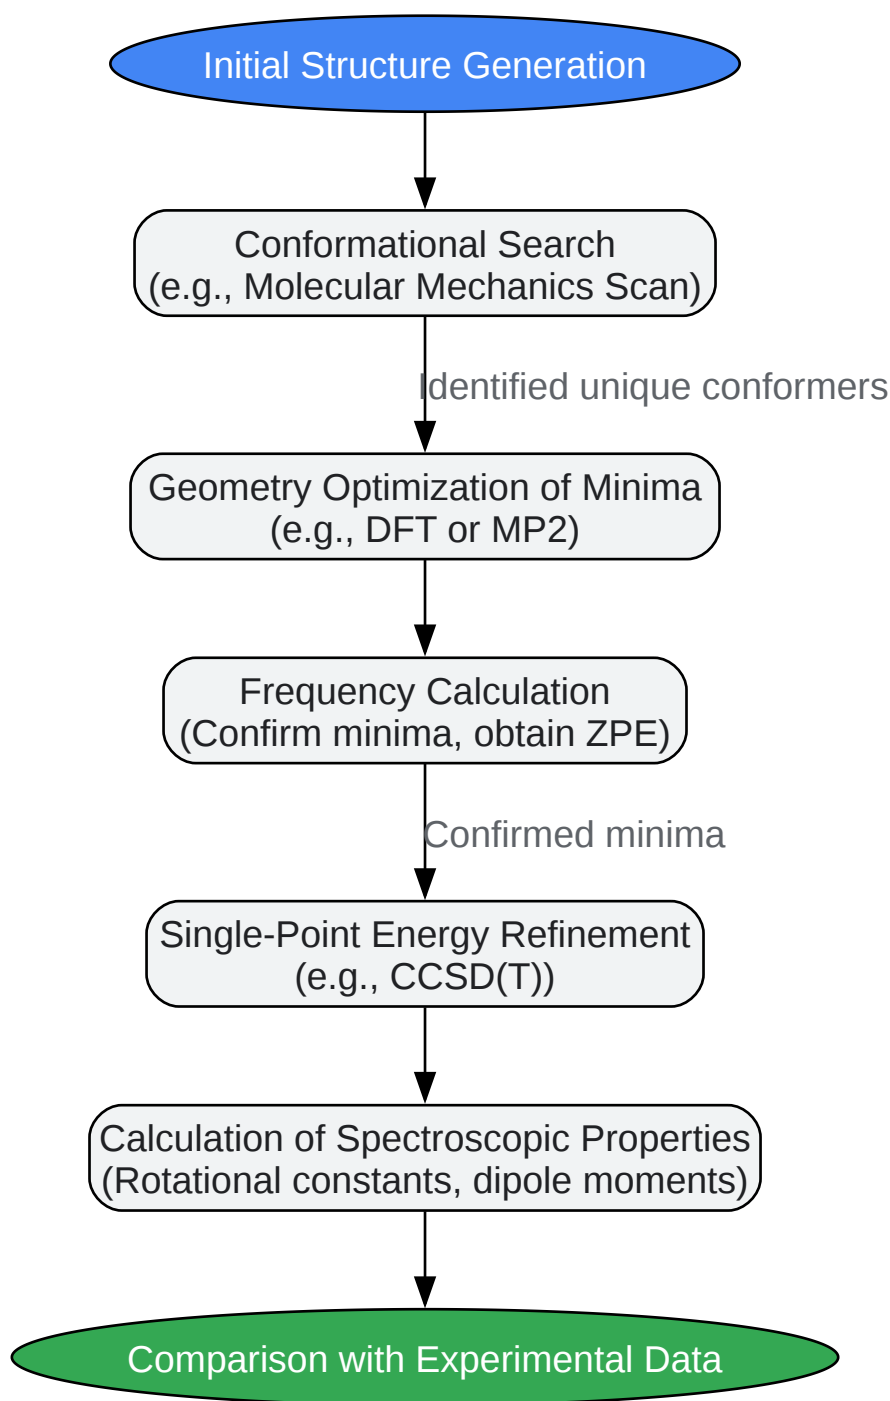 Initial Structure Generation
Conformational Search
(e.g., Molecular Mechanics Scan)
Identified unique conformers
Geometry Optimization of Minima
(e.g., DFT or MP2)
Frequency Calculation
(Confirm minima, obtain ZPE)
Confirmed minima
Single-Point Energy Refinement
(e.g., CCSD(T))
Calculation of Spectroscopic Properties
(Rotational constants, dipole moments)
Comparison with Experimental Data